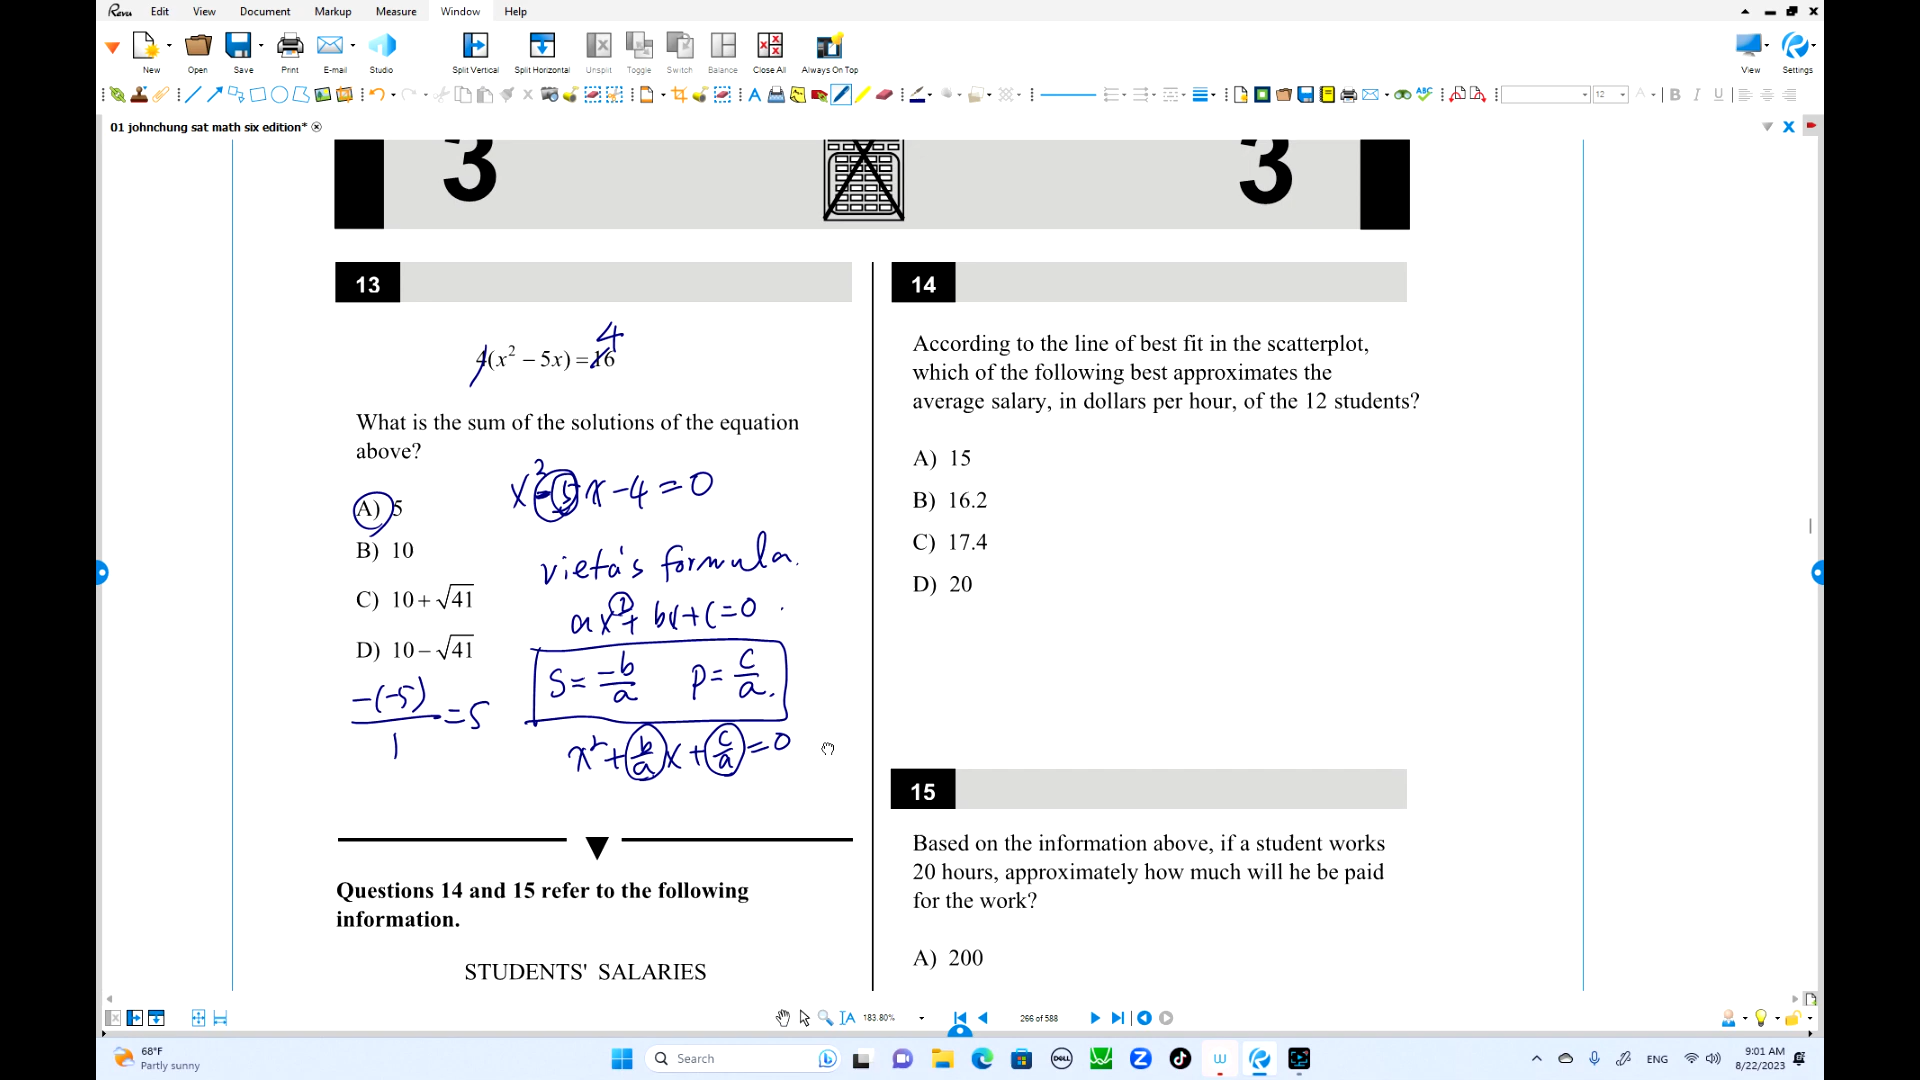 Revu Edit View Document Markup Measure Window Help
New Open Save Print E-mail Studio Split Vertical Split Horizontal Unsplit Toggle Switch Balance Close All Always On Top View Settings
12
01 johnchung sat math six edition*
3 3
13
4
4(x² − 5x) = 16
What is the sum of the solutions of the equation
above?
x² - 5x - 4 = 0
A) 5
B) 10
vieta's formula.
C) 10 + √41
ax² + bx + c = 0
D) 10 − √41
S = -b/a P = c/a.
-(-5)/1 = 5
x² + b/a x + c/a = 0
Questions 14 and 15 refer to the following
information.
STUDENTS' SALARIES
14
According to the line of best fit in the scatterplot,
which of the following best approximates the
average salary, in dollars per hour, of the 12 students?
A) 15
B) 16.2
C) 17.4
D) 20
15
Based on the information above, if a student works
20 hours, approximately how much will he be paid
for the work?
A) 200
183.80% 266 of 588
68°F
Partly sunny
Search
DELL
ENG
9:01 AM
8/22/2023